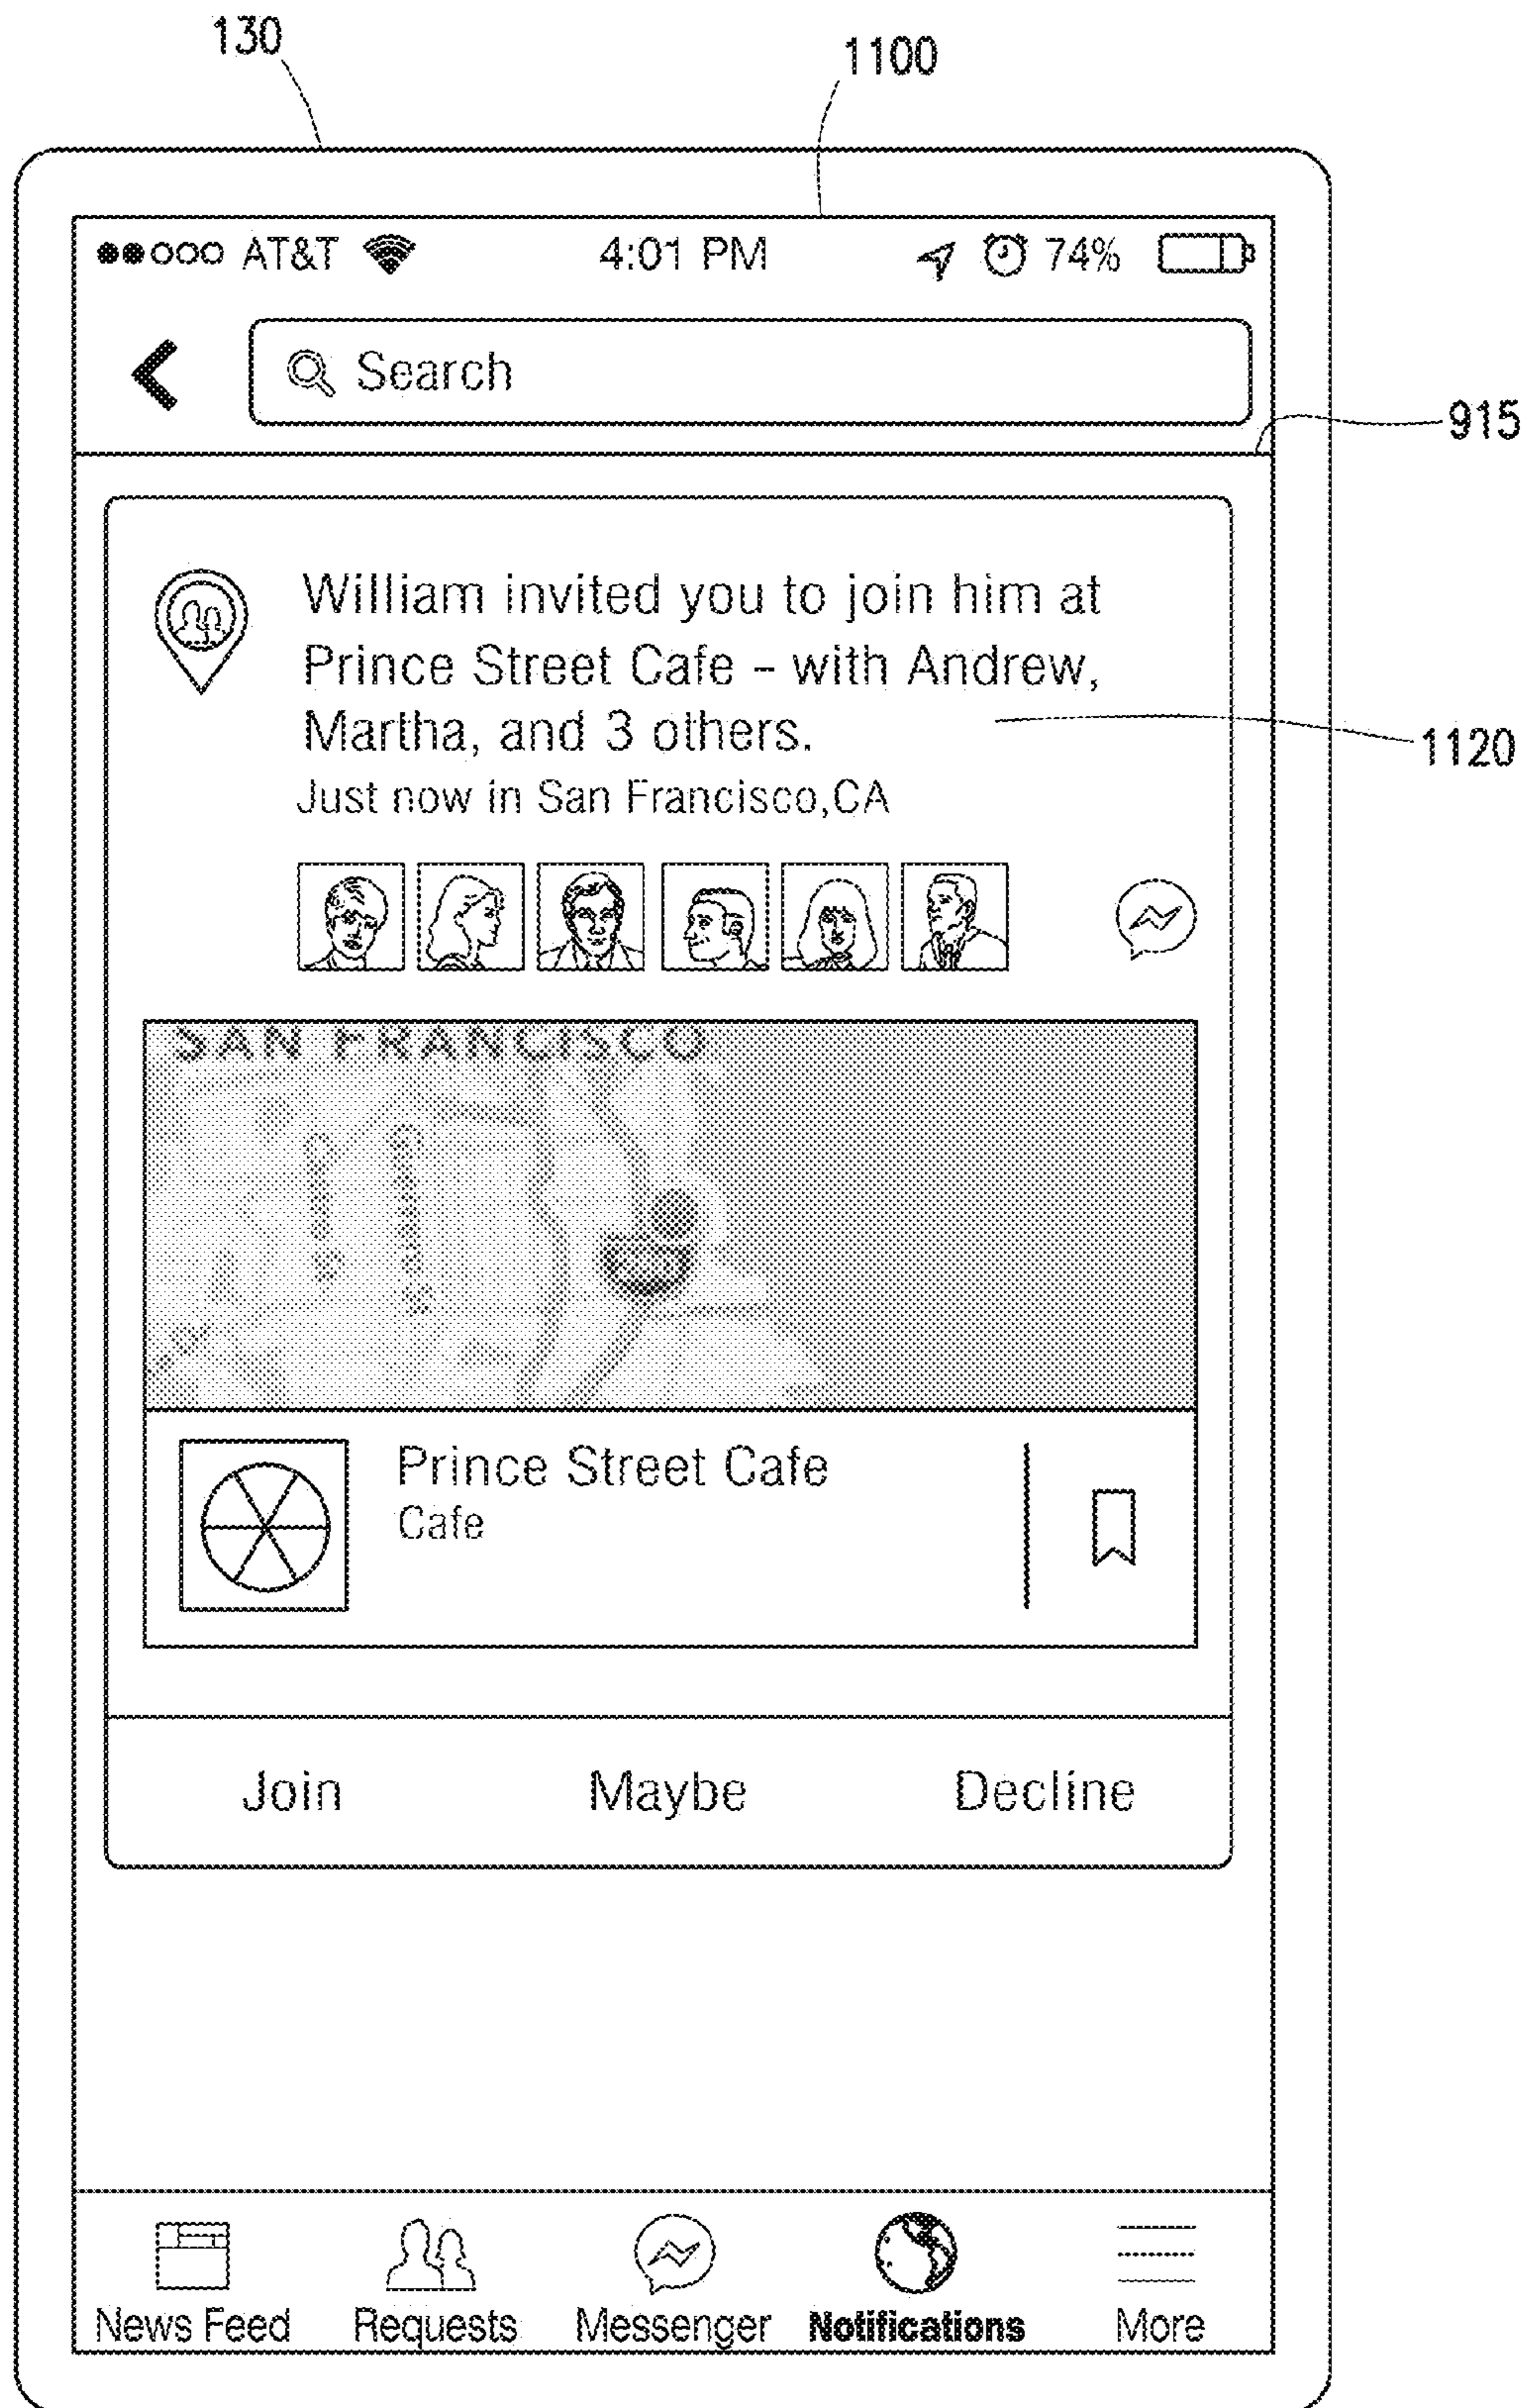 130
1100
AT&T 4:01 PM 74%
Search
915
William invited you to join him at
Prince Street Cafe – with Andrew,
Martha, and 3 others.
1120
Just now in San Francisco,CA
SAN FRANCISCO
Prince Street Cafe
Cafe
Join Maybe Decline
News Feed Requests Messenger Notifications More